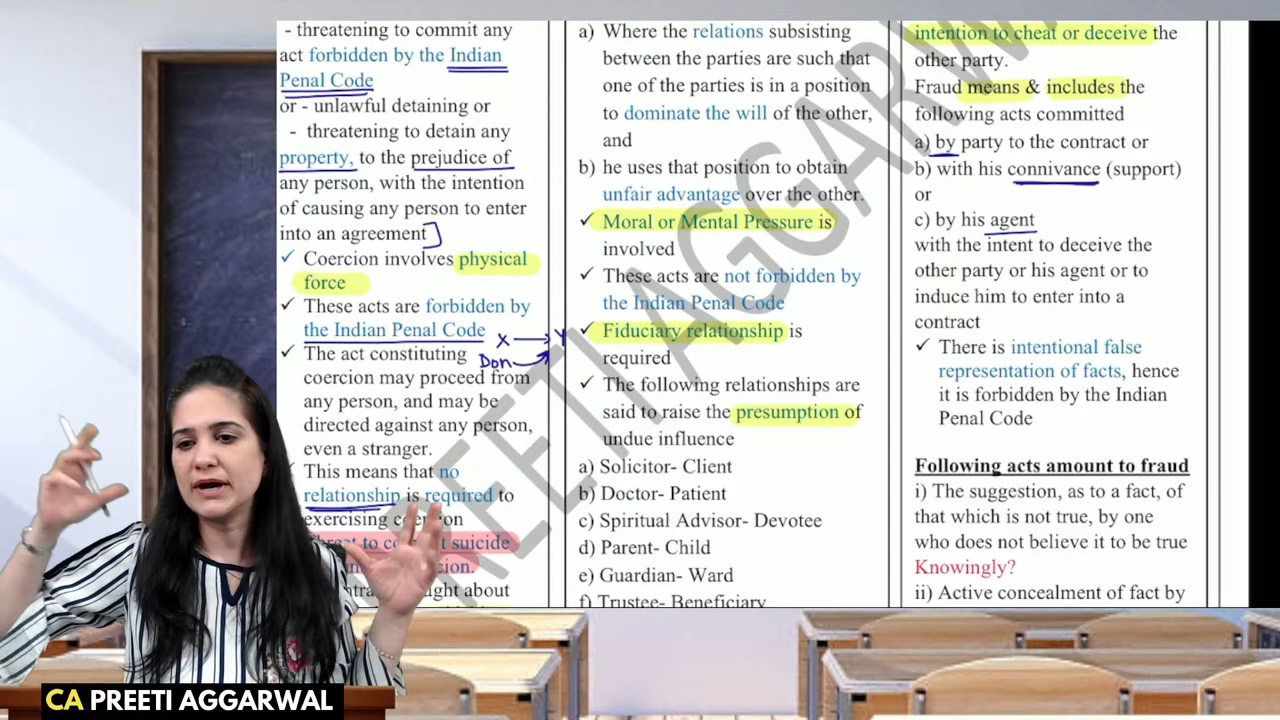 - threatening to commit any
act forbidden by the Indian
Penal Code
or - unlawful detaining or
- threatening to detain any
property, to the prejudice of
any person, with the intention
of causing any person to enter
into an agreement]
✓ Coercion involves physical
force
✓ These acts are forbidden by
the Indian Penal Code
X → Y
Don
✓ The act constituting
coercion may proceed from
any person, and may be
directed against any person,
even a stranger.
This means that no
relationship is required to
exercising
suicide
about
a) Where the relations subsisting
between the parties are such that
one of the parties is in a position
to dominate the will of the other,
and
b) he uses that position to obtain
unfair advantage over the other.
✓ Moral or Mental Pressure is
involved
✓ These acts are not forbidden by
the Indian Penal Code
✓ Fiduciary relationship is
required
✓ The following relationships are
said to raise the presumption of
undue influence
a) Solicitor- Client
b) Doctor- Patient
c) Spiritual Advisor- Devotee
d) Parent- Child
e) Guardian- Ward
f) Trustee- Beneficiary
intention to cheat or deceive the
other party.
Fraud means & includes the
following acts committed
a) by party to the contract or
b) with his connivance (support)
or
c) by his agent
with the intent to deceive the
other party or his agent or to
induce him to enter into a
contract
✓ There is intentional false
representation of facts, hence
it is forbidden by the Indian
Penal Code
Following acts amount to fraud
i) The suggestion, as to a fact, of
that which is not true, by one
who does not believe it to be true
Knowingly?
ii) Active concealment of fact by
PREETI AGGARW
CA PREETI AGGARWAL